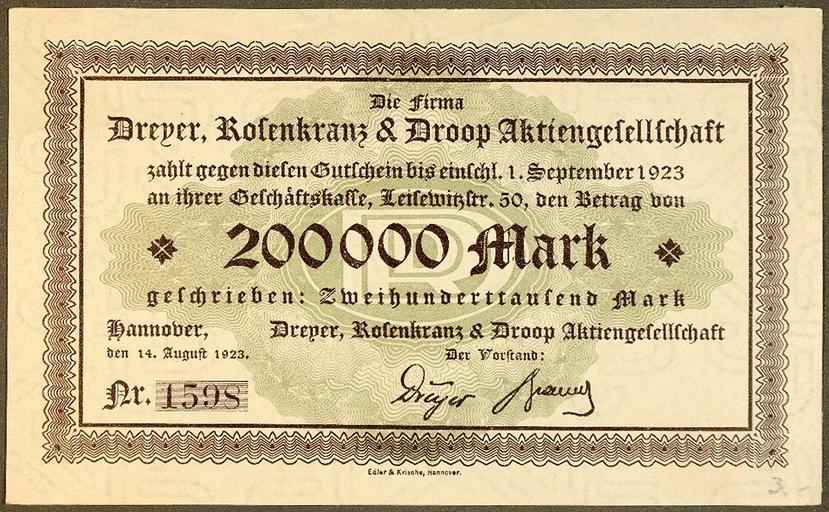 Die Firma
Dreyer, Rosenkranz & Droop Aktiengesellschaft
zahlt gegen diesen Gutschein bis einschl. 1. September 1923
an ihrer Geschäftskasse, Leisewitzstr. 50, den Betrag von
200000 Mark
geschrieben: Zweihunderttausend Mark
Hannover, Dreyer, Rosenkranz & Droop Aktiengesellschaft
den 14. August 1923. Der Vorstand:
Nr. 1598 Dreyer
Edler & Krische, Hannover.
3.-